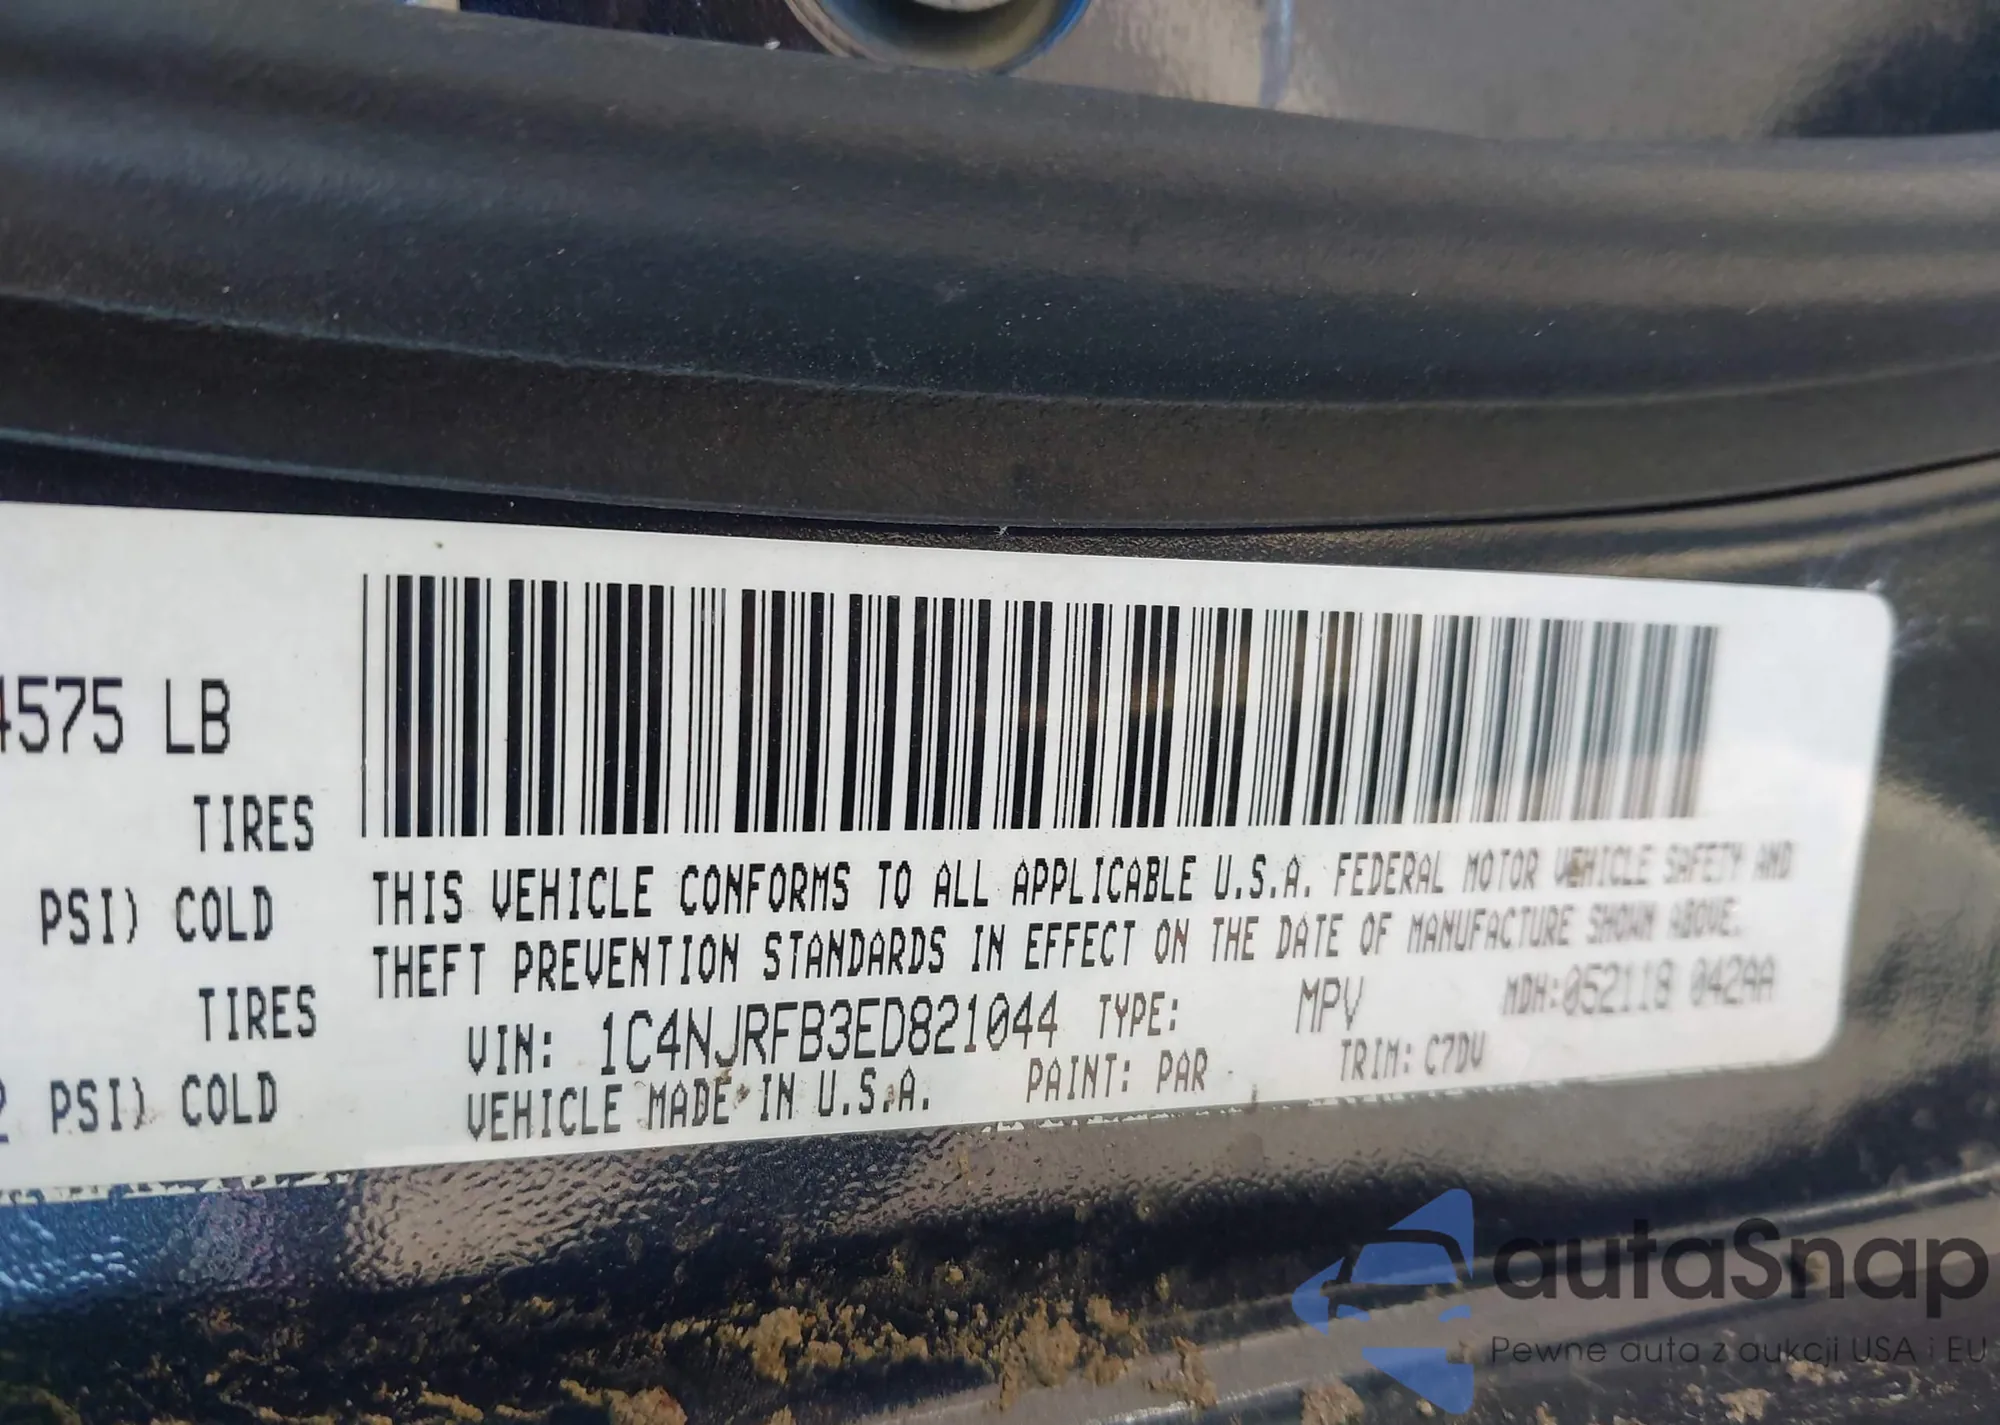 4575 LB
TIRES
PSI) COLD
TIRES
PSI) COLD
THIS VEHICLE CONFORMS TO ALL APPLICABLE U.S.A. FEDERAL MOTOR VEHICLE SAFETY AND
THEFT PREVENTION STANDARDS IN EFFECT ON THE DATE OF MANUFACTURE SHOWN ABOVE.
VIN: 1C4NJRFB3ED821044 TYPE: MPV MDH:052118 042AA
VEHICLE MADE IN U.S.A. PAINT: PAR TRIM: C7DV
autaSnap
Pewne auta z aukcji USA i EU